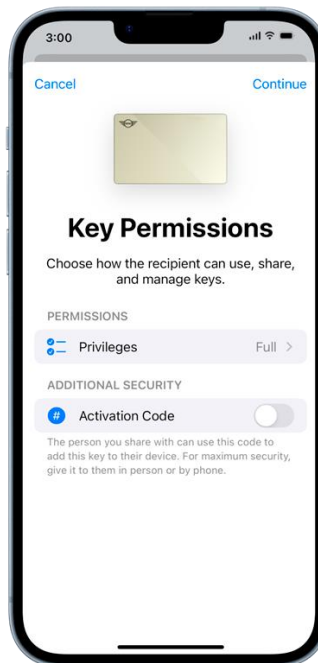 3:00
Cancel
Continue
Key Permissions
Choose how the recipient can use, share,
and manage keys.
PERMISSIONS
Privileges
Full
ADDITIONAL SECURITY
#
Activation Code
The person you share with can use this code to
add this key to their device. For maximum security,
give it to them in person or by phone.